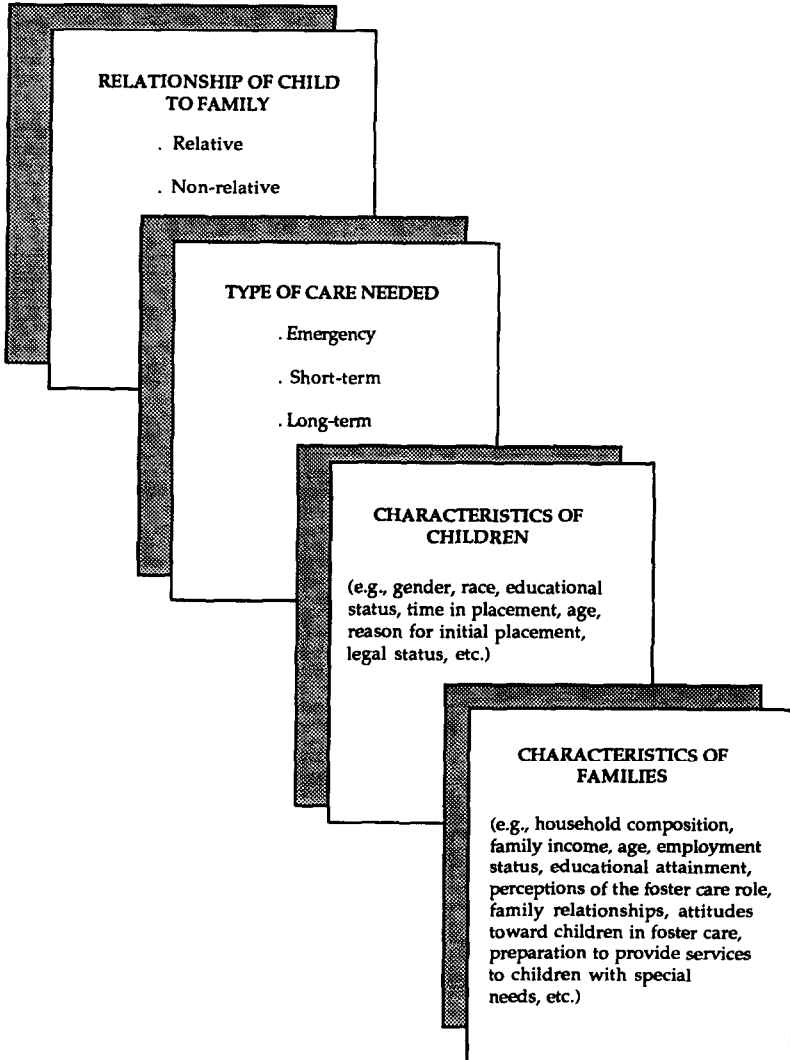 RELATIONSHIP OF CHILD
TO FAMILY
. Relative
. Non-relative
TYPE OF CARE NEEDED
. Emergency
. Short-term
. Long-term
CHARACTERISTICS OF
CHILDREN
(e.g., gender, race, educational
status, time in placement, age,
reason for initial placement,
legal status, etc.)
CHARACTERISTICS OF
FAMILIES
(e.g., household composition,
family income, age, employment
status, educational attainment,
perceptions of the foster care role,
family relationships, attitudes
toward children in foster care,
preparation to provide services
to children with special
needs, etc.)